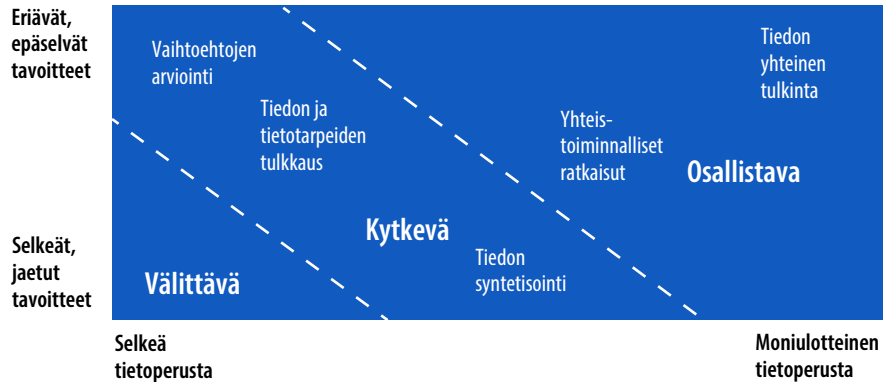 Eriävät,
epäselvät
tavoitteet
Vaihtoehtojen
arviointi
Tiedon ja
tietotarpeiden
tulkkaus
Tiedon
yhteinen
tulkinta
Yhteis-
toiminnalliset
ratkaisut
Osallistava
Kytkevä
Tiedon
syntetisointi
Selkeät,
jaetut
tavoitteet
Välittävä
Selkeä
tietoperusta
Moniulotteinen
tietoperusta